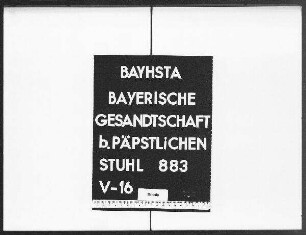 BAYHSTA
BAYERISCHE
GESANDTSCHAFT
b. PÄPSTLiCHEN
STUHL 883
V-16